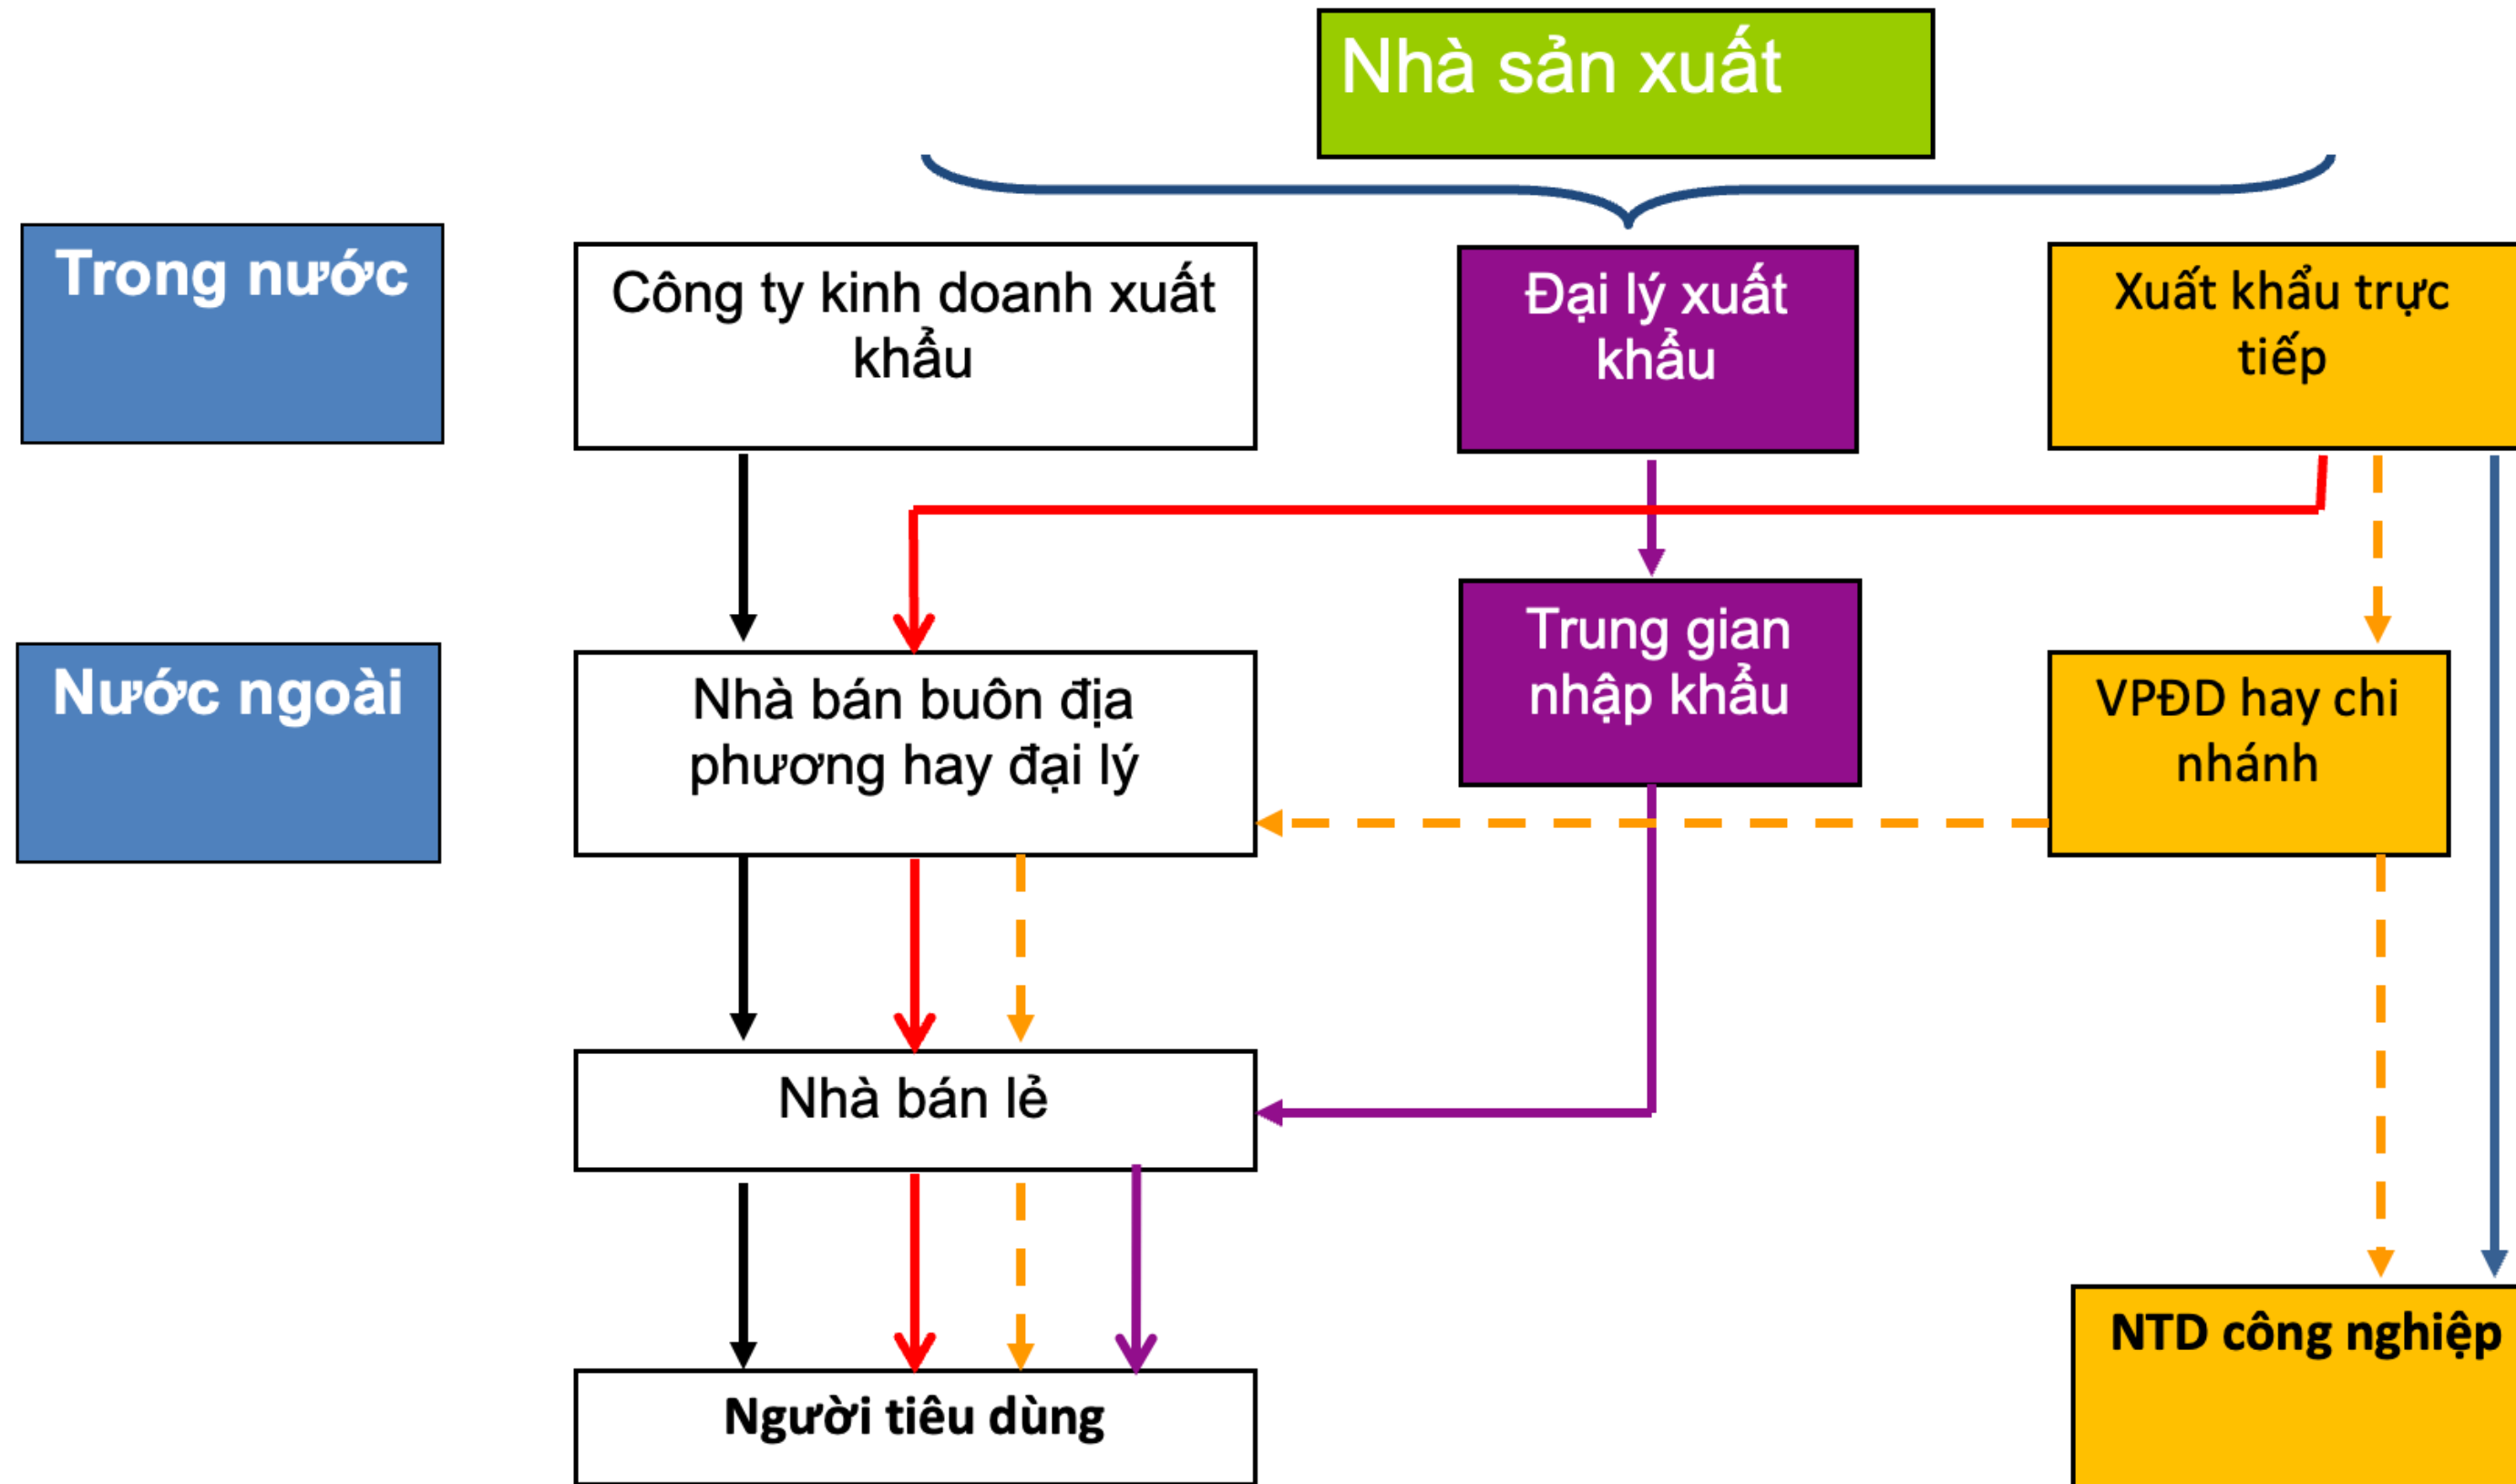 Nhà sản xuất
Trong nước
Công ty kinh doanh xuất
khẩu
Đại lý xuất
khẩu
Xuất khẩu trực
tiếp
Nước ngoài
Nhà bán buôn địa
phương hay đại lý
Trung gian
nhập khẩu
VPĐD hay chi
nhánh
Nhà bán lẻ
Người tiêu dùng
NTD công nghiệp